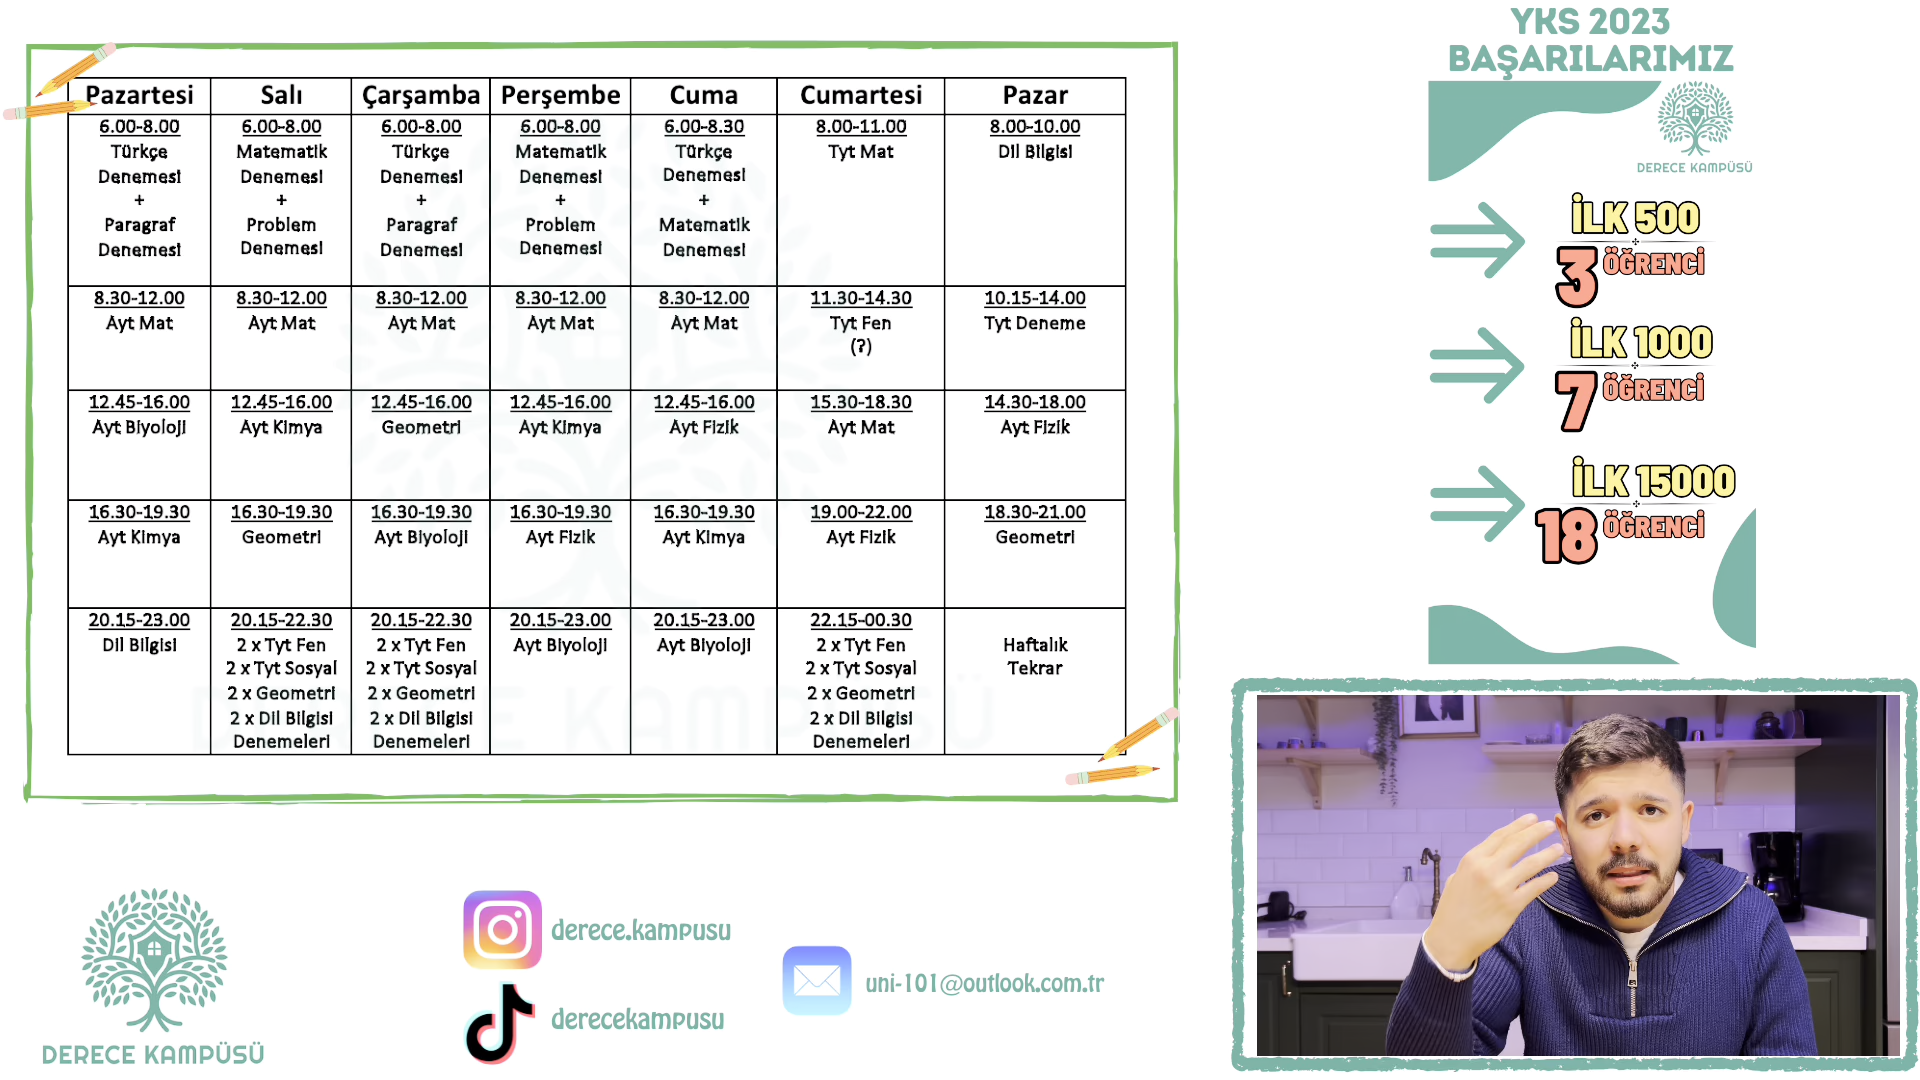 Pazartesi Salı Çarşamba Perşembe Cuma Cumartesi Pazar
6.00-8.00
Türkçe
Denemesi
+
Paragraf
Denemesi
6.00-8.00
Matematik
Denemesi
+
Problem
Denemesi
6.00-8.00
Türkçe
Denemesi
+
Paragraf
Denemesi
6.00-8.00
Matematik
Denemesi
+
Problem
Denemesi
6.00-8.30
Türkçe
Denemesi
+
Matematik
Denemesi
8.00-11.00
Tyt Mat
8.00-10.00
Dil Bilgisi
8.30-12.00
Ayt Mat
8.30-12.00
Ayt Mat
8.30-12.00
Ayt Mat
8.30-12.00
Ayt Mat
8.30-12.00
Ayt Mat
11.30-14.30
Tyt Fen
(?)
10.15-14.00
Tyt Deneme
12.45-16.00
Ayt Biyoloji
12.45-16.00
Ayt Kimya
12.45-16.00
Geometri
12.45-16.00
Ayt Kimya
12.45-16.00
Ayt Fizik
15.30-18.30
Ayt Mat
14.30-18.00
Ayt Fizik
16.30-19.30
Ayt Kimya
16.30-19.30
Geometri
16.30-19.30
Ayt Biyoloji
16.30-19.30
Ayt Fizik
16.30-19.30
Ayt Kimya
19.00-22.00
Ayt Fizik
18.30-21.00
Geometri
20.15-23.00
Dil Bilgisi
20.15-22.30
2 x Tyt Fen
2 x Tyt Sosyal
2 x Geometri
2 x Dil Bilgisi
Denemeleri
20.15-22.30
2 x Tyt Fen
2 x Tyt Sosyal
2 x Geometri
2 x Dil Bilgisi
Denemeleri
20.15-23.00
Ayt Biyoloji
20.15-23.00
Ayt Biyoloji
22.15-00.30
2 x Tyt Fen
2 x Tyt Sosyal
2 x Geometri
2 x Dil Bilgisi
Denemeleri
Haftalık
Tekrar
DERECE KAMPÜSÜ
YKS 2023
BAŞARILARIMIZ
DERECE KAMPÜSÜ
İLK 500
3 ÖĞRENCİ
İLK 1000
7 ÖĞRENCİ
İLK 15000
18 ÖĞRENCİ
DERECE KAMPÜSÜ
derece.kampusu
derecekampusu
uni-101@outlook.com.tr